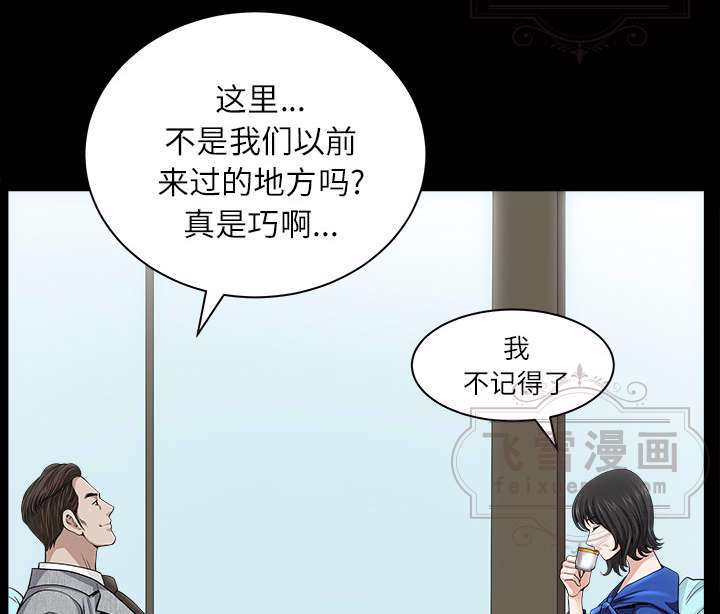 这里...
不是我们以前
来过的地方吗?
真是巧啊...
我
不记得了
飞雪漫画